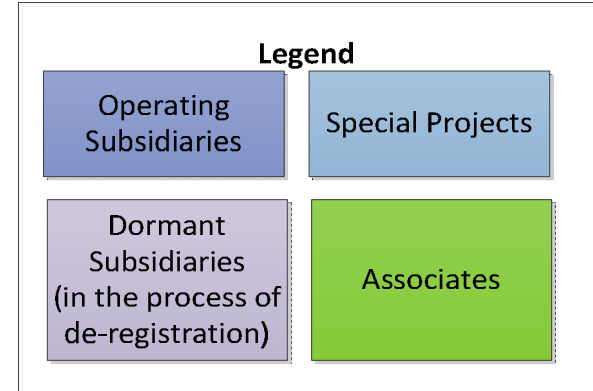 Legend
Operating
Subsidiaries
Special Projects
Dormant
Subsidiaries
(in the process of
de-registration)
Associates